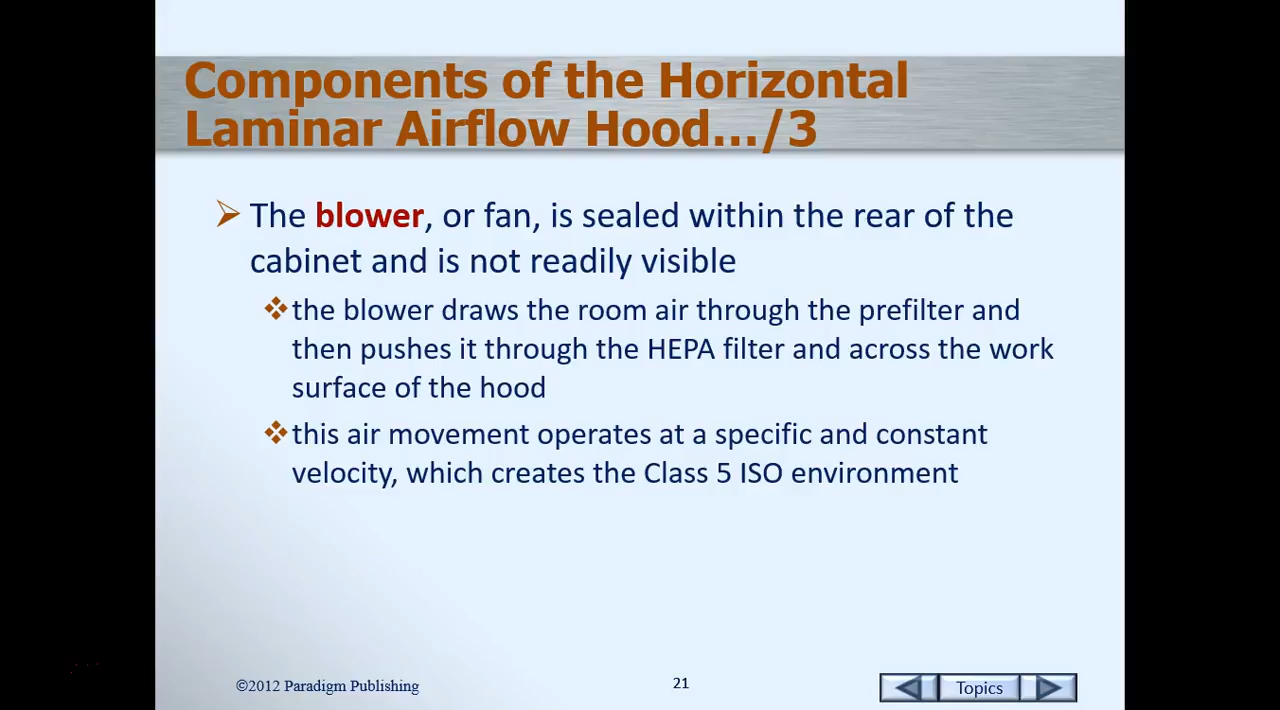 Components of the Horizontal
Laminar Airflow Hood…/3
The blower, or fan, is sealed within the rear of the
cabinet and is not readily visible
the blower draws the room air through the prefilter and
then pushes it through the HEPA filter and across the work
surface of the hood
this air movement operates at a specific and constant
velocity, which creates the Class 5 ISO environment
©2012 Paradigm Publishing
21
Topics